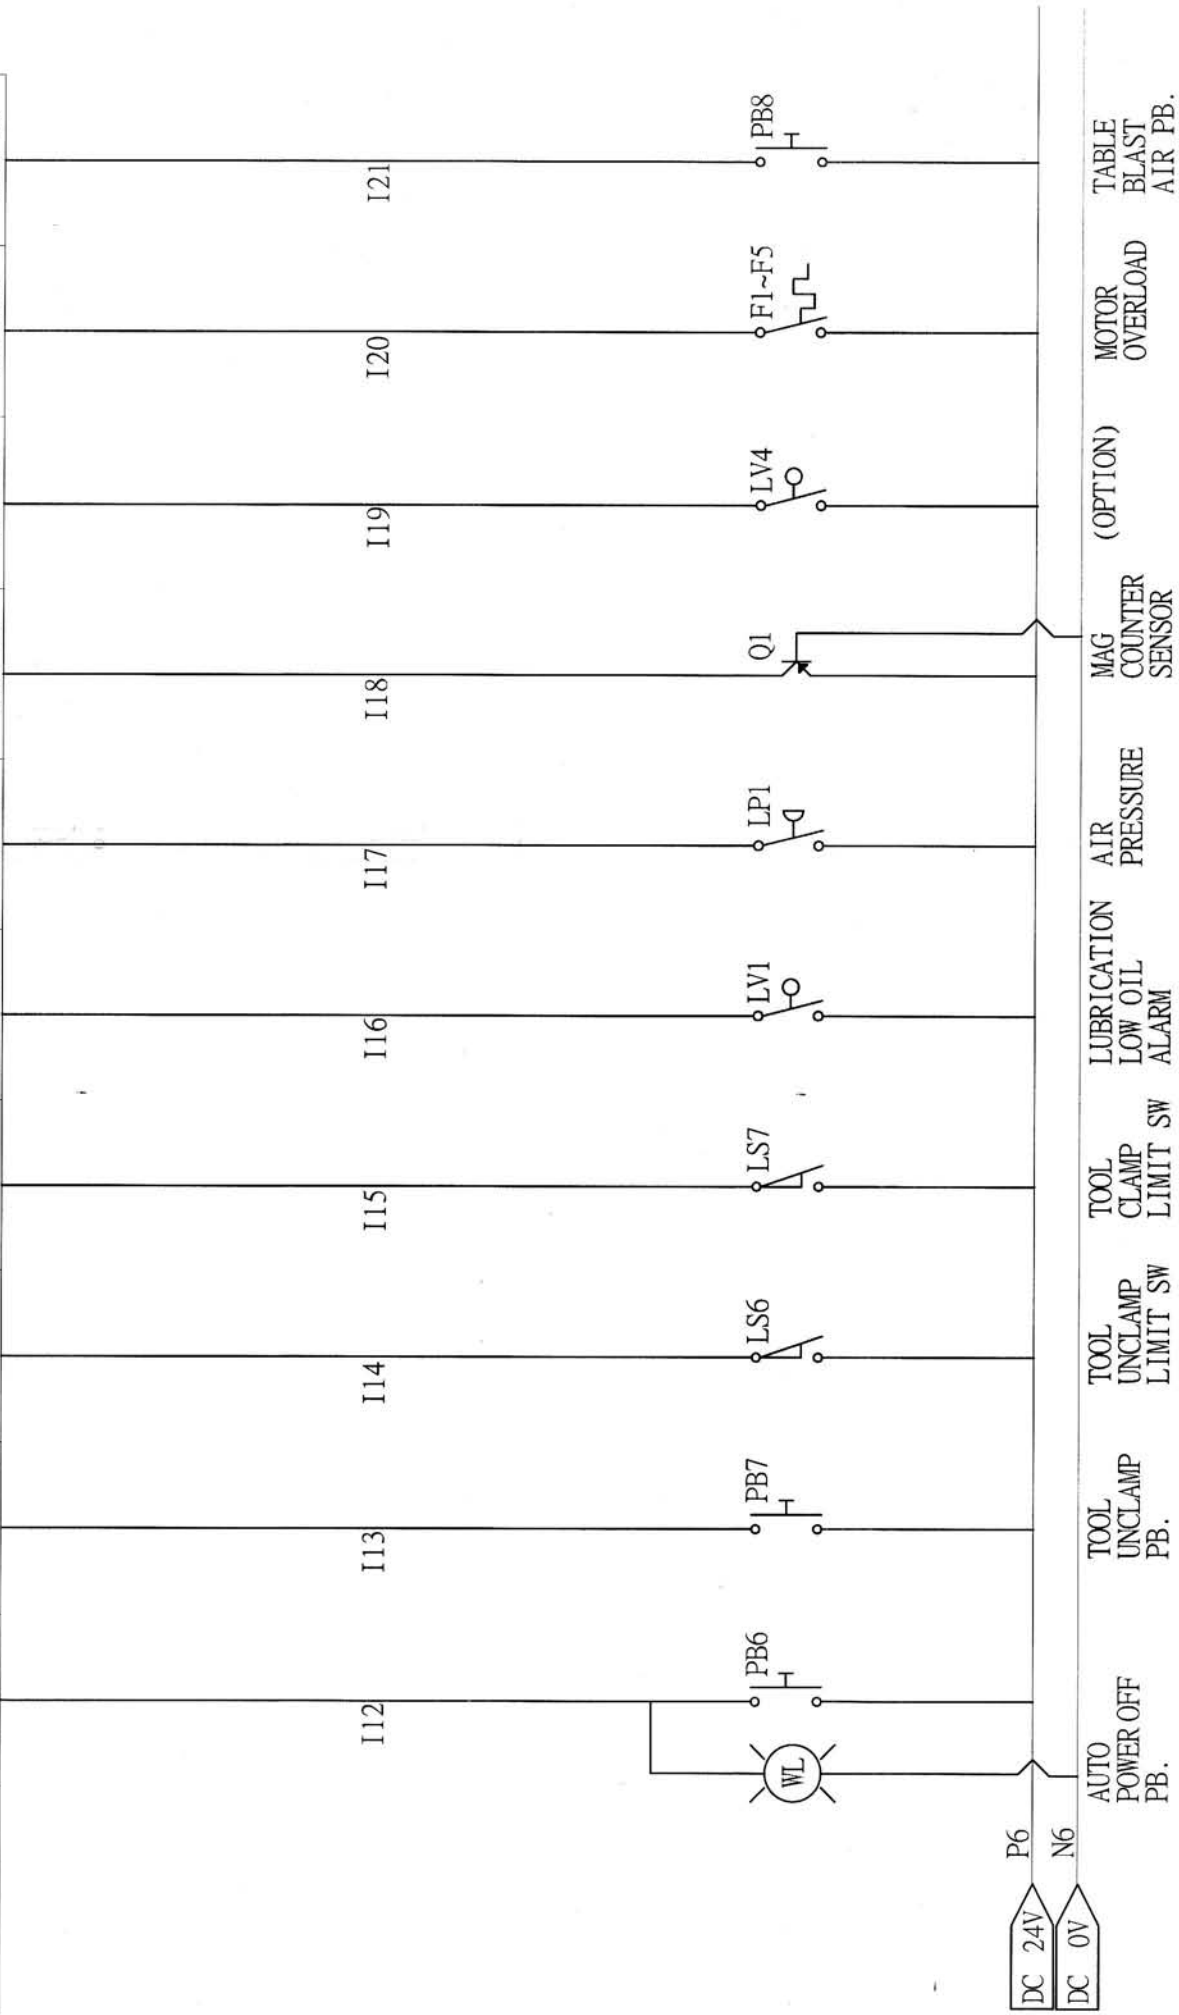 I12
I13
I14
I15
I16
I17
I18
I19
I20
I21
WL
PB6
PB7
LS6
LS7
LV1
LP1
Q1
LV4
F1~F5
PB8
DC 24V
P6
DC 0V
N6
AUTO
POWER OFF
PB.
TOOL
UNCLAMP
PB.
TOOL
UNCLAMP
LIMIT SW
TOOL
CLAMP
LIMIT SW
LUBRICATION
LOW OIL
ALARM
AIR
PRESSURE
MAG
COUNTER
SENSOR
(OPTION)
MOTOR
OVERLOAD
TABLE
BLAST
AIR PB.